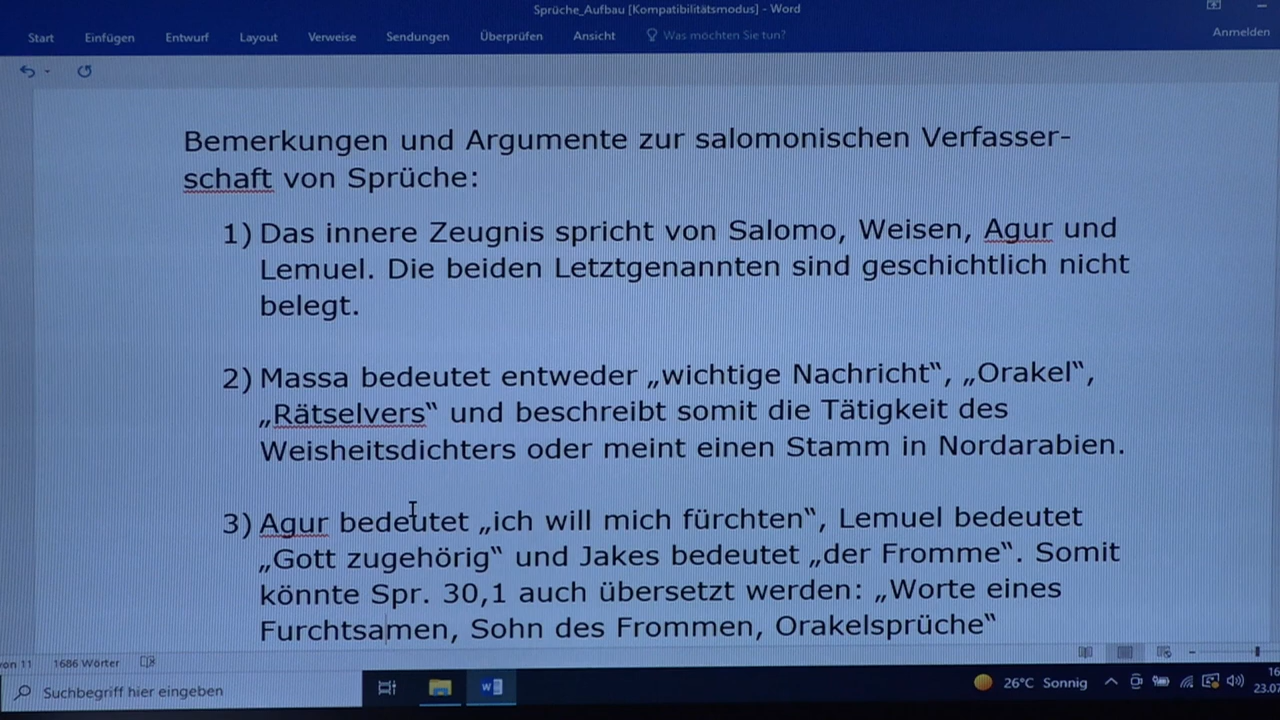 Sprüche_Aufbau [Kompatibilitätsmodus] - Word
Start Einfügen Entwurf Layout Verweise Sendungen Überprüfen Ansicht Was möchten Sie tun? Anmelden
Bemerkungen und Argumente zur salomonischen Verfasser-
schaft von Sprüche:
1) Das innere Zeugnis spricht von Salomo, Weisen, Agur und
Lemuel. Die beiden Letztgenannten sind geschichtlich nicht
belegt.
2) Massa bedeutet entweder „wichtige Nachricht“, „Orakel“,
„Rätselvers“ und beschreibt somit die Tätigkeit des
Weisheitsdichters oder meint einen Stamm in Nordarabien.
3) Agur bedeutet „ich will mich fürchten“, Lemuel bedeutet
„Gott zugehörig“ und Jakes bedeutet „der Fromme“. Somit
könnte Spr. 30,1 auch übersetzt werden: „Worte eines
Furchtsamen, Sohn des Frommen, Orakelsprüche“
von 11 1686 Wörter
Suchbegriff hier eingeben 26°C Sonnig 16
23.07